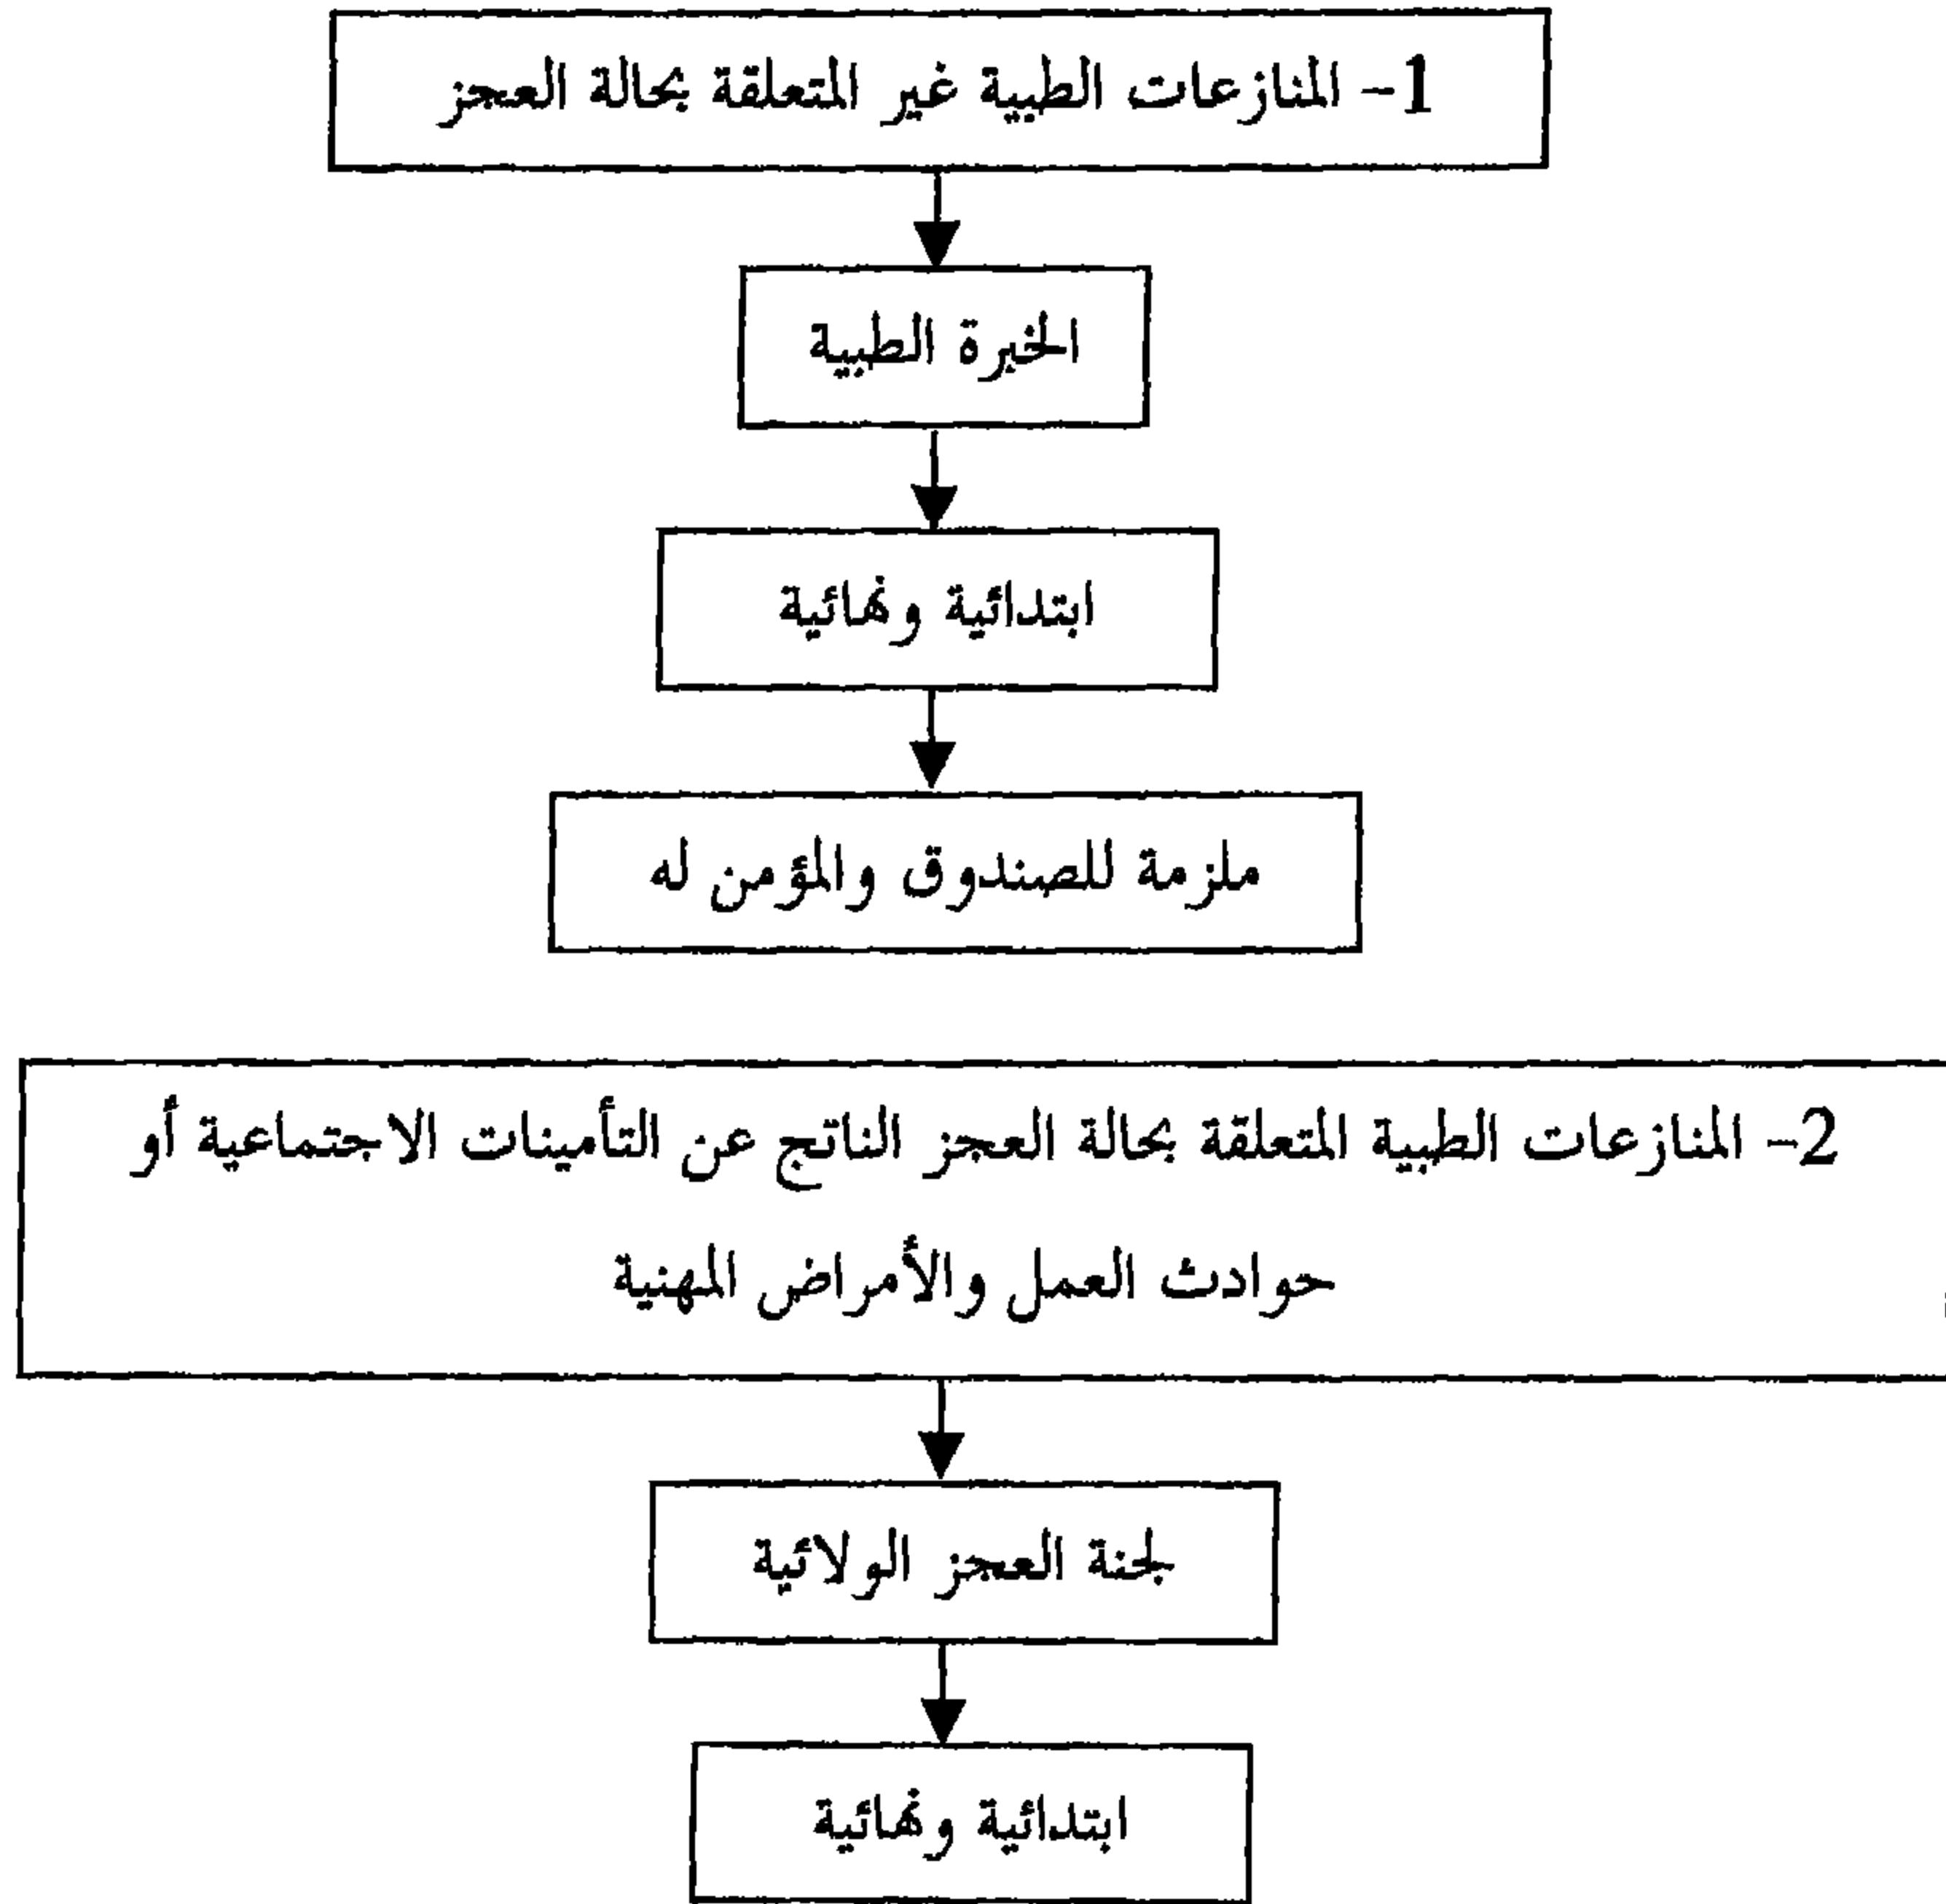 1- المنازعات الطبية غير المتعلقة بحالة العجز
الخبرة الطبية
ابتدائية ونهائية
ملزمة للصندوق والمؤمن له
2- المنازعات الطبية المتعلقة بحالة العجز الناتج عن التأمينات الاجتماعية أو
حوادث العمل والأمراض المهنية
لجنة العجز الولائية
ابتدائية ونهائية